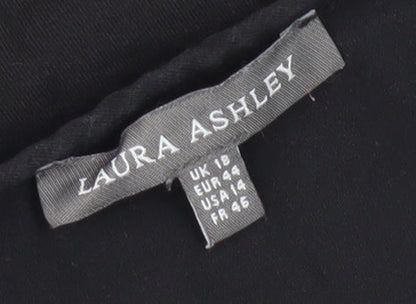 LAURA ASHLEY
UK 18
EUR 44
USA 14
FR 46